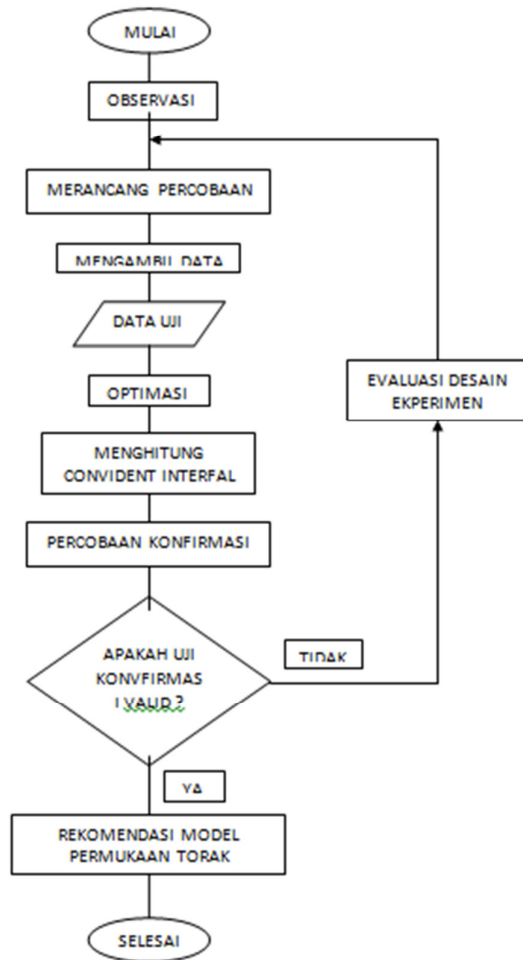 MULAI
OBSERVASI
MERANCANG PERCOBAAN
MENGAMBIL DATA
DATA UJI
OPTIMASI
EVALUASI DESAIN
EKPERIMEN
MENGHITUNG
CONVIDENT INTERFAL
PERCOBAAN KONFIRMASI
APAKAH UJI
KONVFIRMAS
I VALID?
TIDAK
YA
REKOMENDASI MODEL
PERMUKAAN TORAK
SELESAI